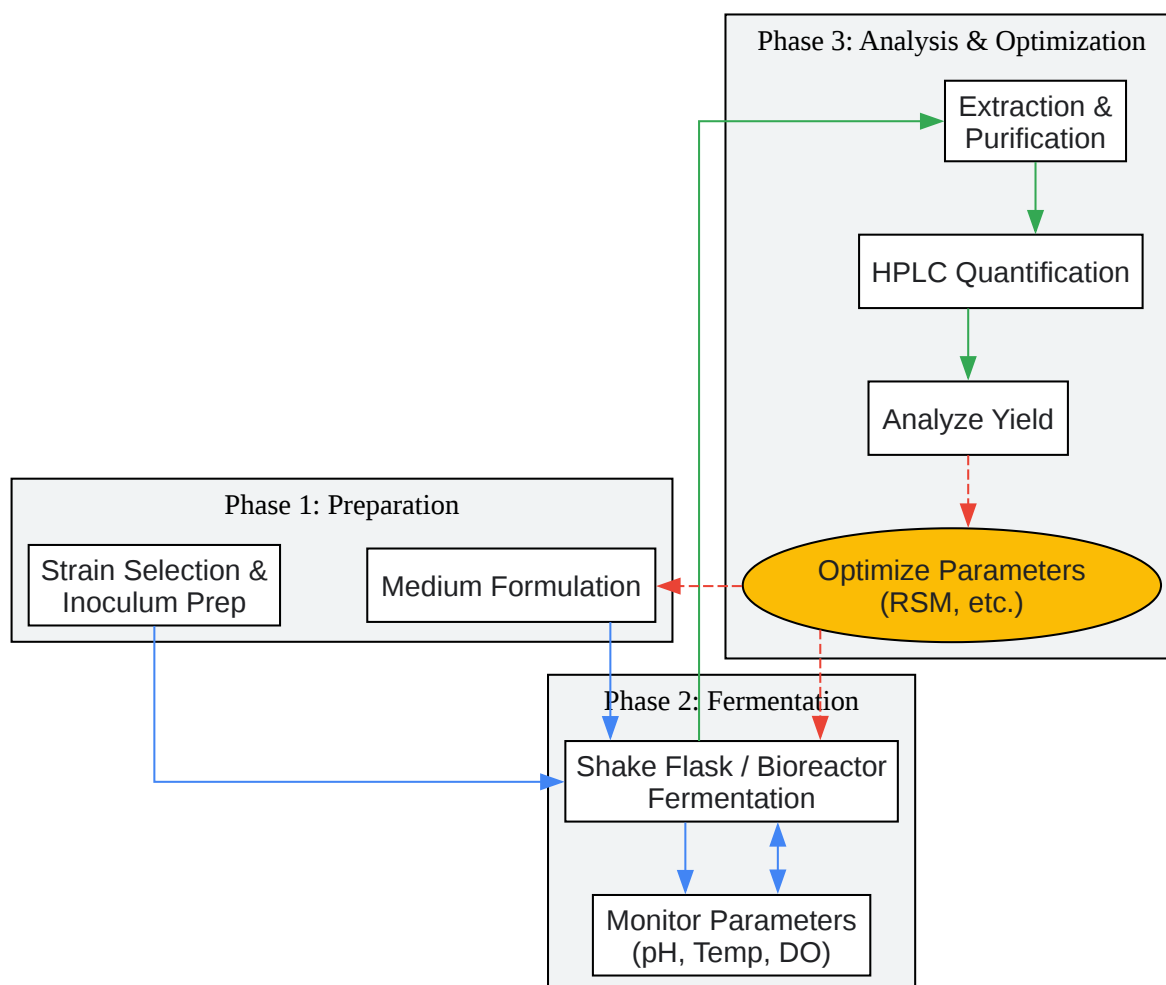 Phase 3: Analysis & Optimization
Extraction &
Purification
HPLC Quantification
Analyze Yield
Optimize Parameters
(RSM, etc.)
Phase 1: Preparation
Strain Selection &
Inoculum Prep
Medium Formulation
Phase 2: Fermentation
Shake Flask / Bioreactor
Fermentation
Monitor Parameters
(pH, Temp, DO)